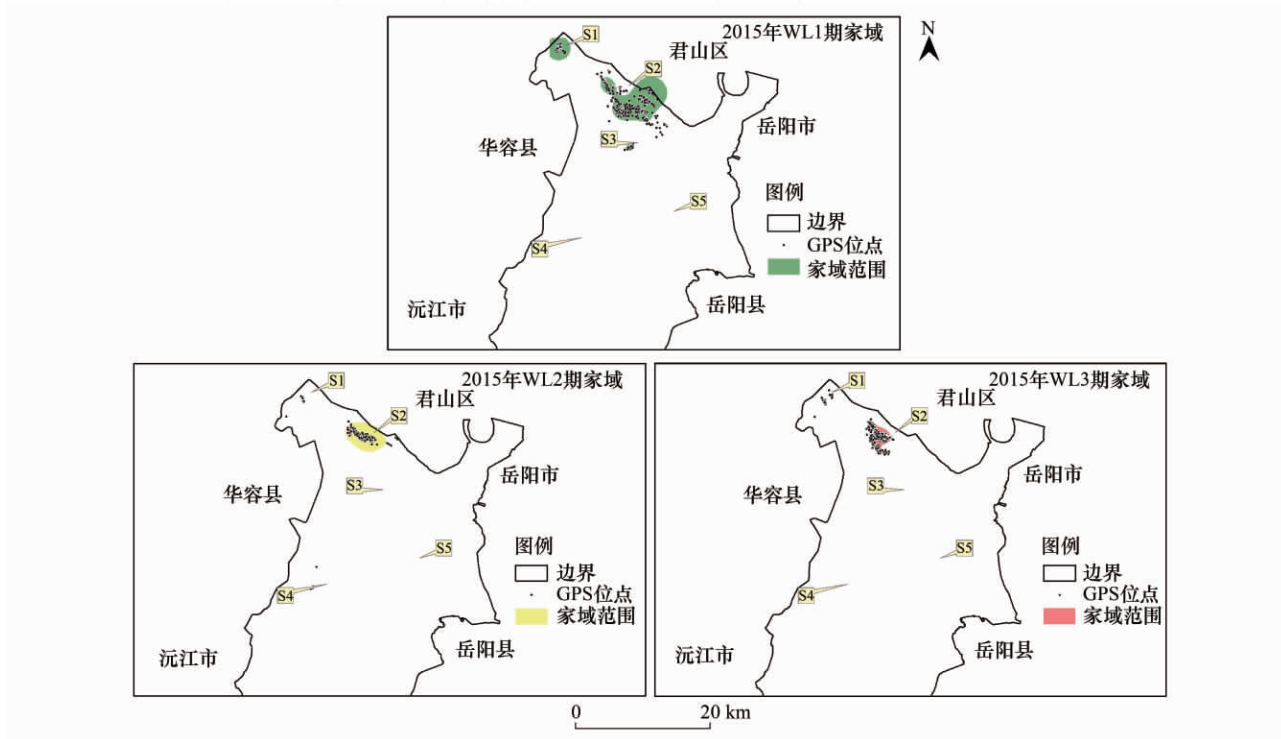 2015年WL1期家域
N
S1
君山区
S2
岳阳市
华容县
S3
图例
S5
边界
S4
GPS位点
家域范围
沅江市
岳阳县
2015年WL2期家域
S1
君山区
S2
岳阳市
华容县
S3
图例
S5
边界
S4
GPS位点
家域范围
沅江市
岳阳县
2015年WL3期家域
S1
君山区
S2
岳阳市
华容县
S3
图例
S5
边界
S4
GPS位点
家域范围
沅江市
岳阳县
0 20 km